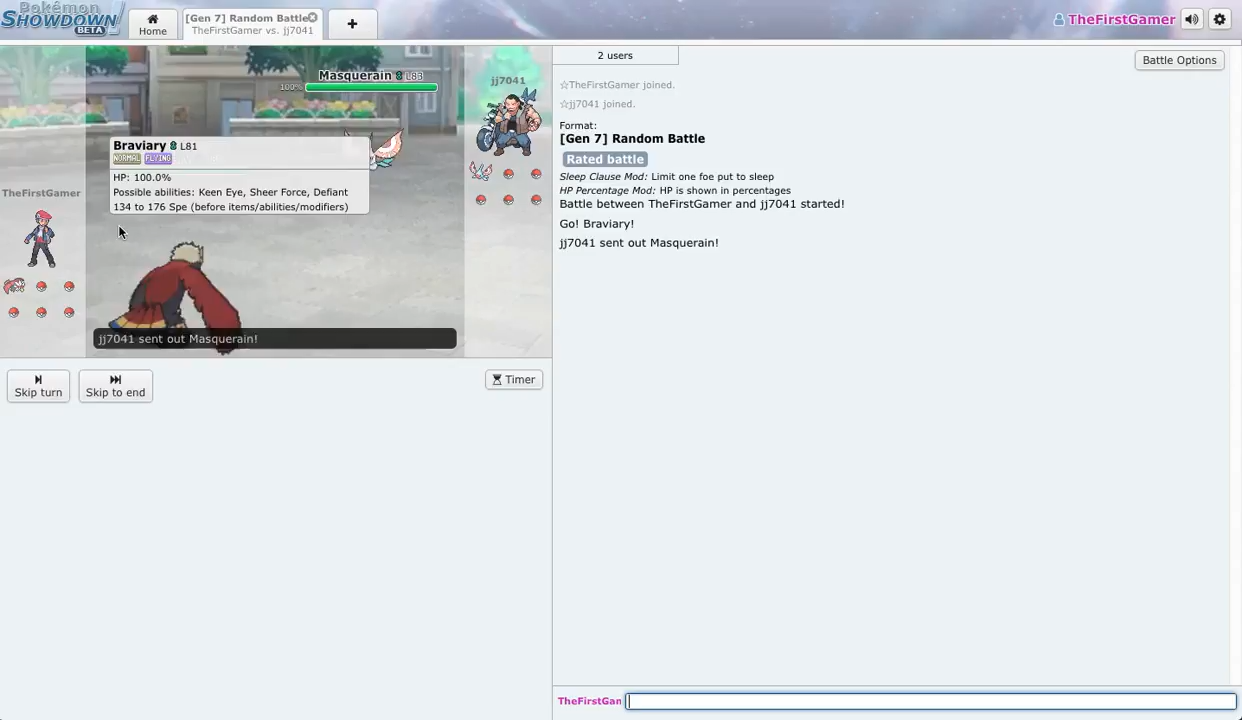 Pokémon
SHOWDOWN
BETA
Home
[Gen 7] Random Battle
TheFirstGamer vs. jj7041
TheFirstGamer
2 users
Battle Options
☆TheFirstGamer joined.
☆jj7041 joined.
Format:
[Gen 7] Random Battle
Rated battle
Sleep Clause Mod: Limit one foe put to sleep
HP Percentage Mod: HP is shown in percentages
Battle between TheFirstGamer and jj7041 started!
Go! Braviary!
jj7041 sent out Masquerain!
Masquerain L83
100%
jj7041
Braviary L81
NORMAL FLYING
HP: 100.0%
Possible abilities: Keen Eye, Sheer Force, Defiant
134 to 176 Spe (before items/abilities/modifiers)
TheFirstGamer
jj7041 sent out Masquerain!
Skip turn
Skip to end
Timer
TheFirstGan